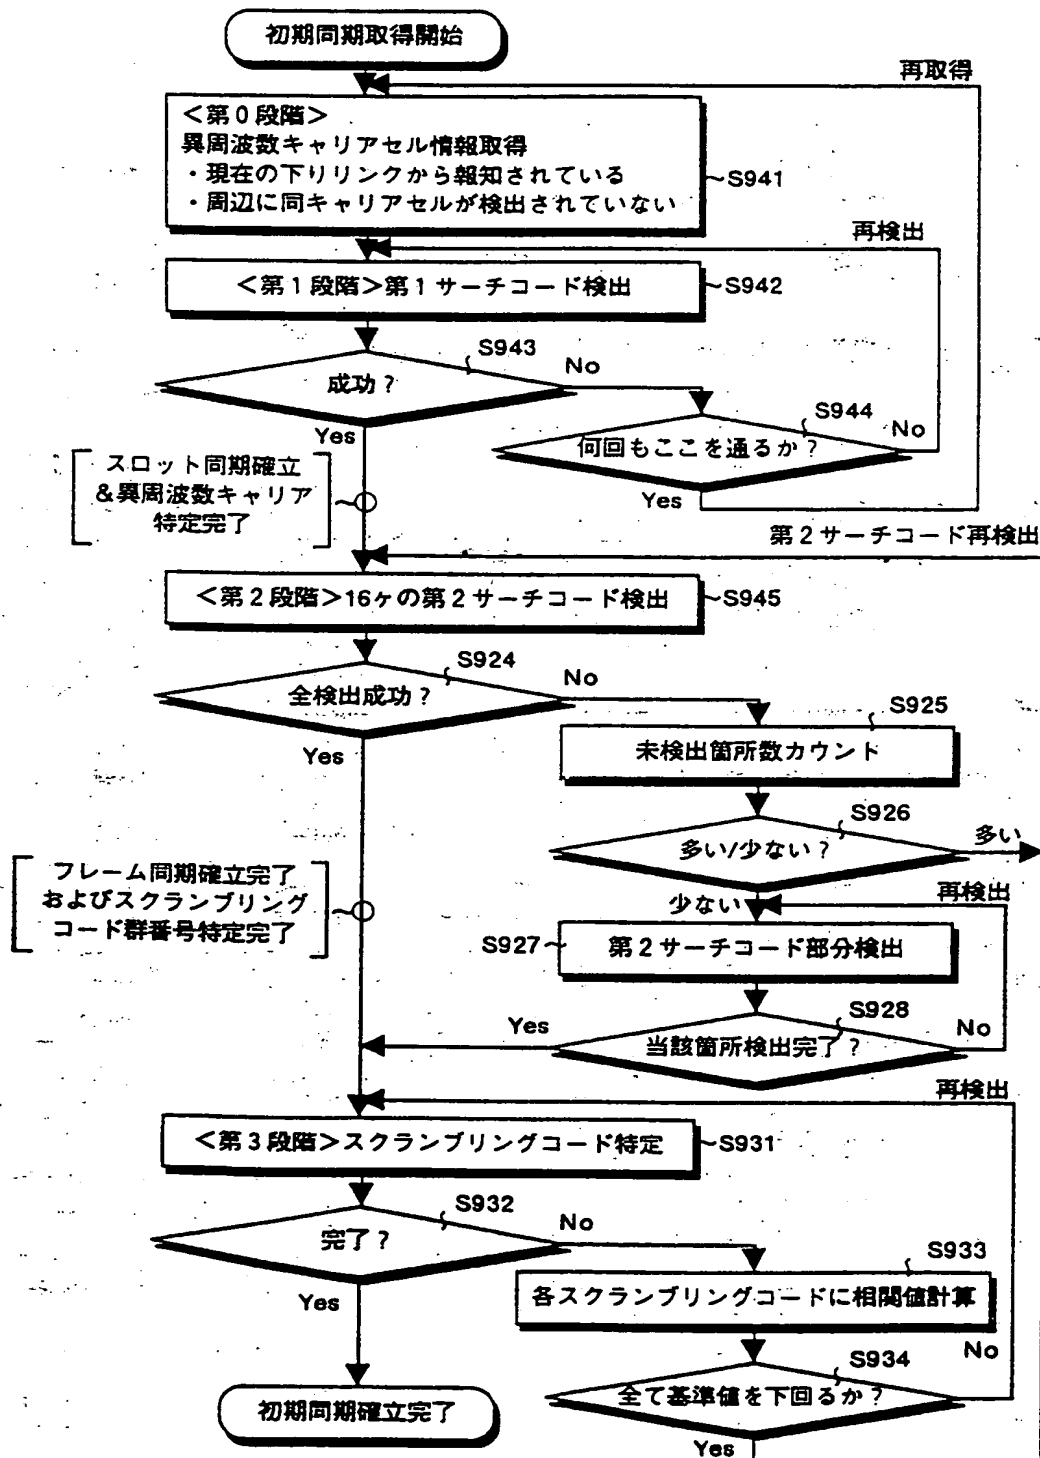 初期同期取得開始
再取得
＜第０段階＞
異周波数キャリアセル情報取得
・現在の下りリンクから報知されている
・周辺に同キャリアセルが検出されていない
S941
再検出
＜第１段階＞第１サーチコード検出
S942
S943
成功？
No
Yes
S944
何回もここを通るか？
No
Yes
スロット同期確立
＆異周波数キャリア
特定完了
第２サーチコード再検出
＜第２段階＞16ヶの第２サーチコード検出
S945
S924
全検出成功？
No
Yes
S925
未検出箇所数カウント
S926
多い/少ない？
多い
少ない
再検出
フレーム同期確立完了
およびスクランブリング
コード群番号特定完了
S927
第２サーチコード部分検出
S928
当該箇所検出完了？
Yes
No
再検出
＜第３段階＞スクランブリングコード特定
S931
S932
完了？
No
Yes
S933
各スクランブリングコードに相関値計算
S934
全て基準値を下回るか？
No
Yes
初期同期確立完了